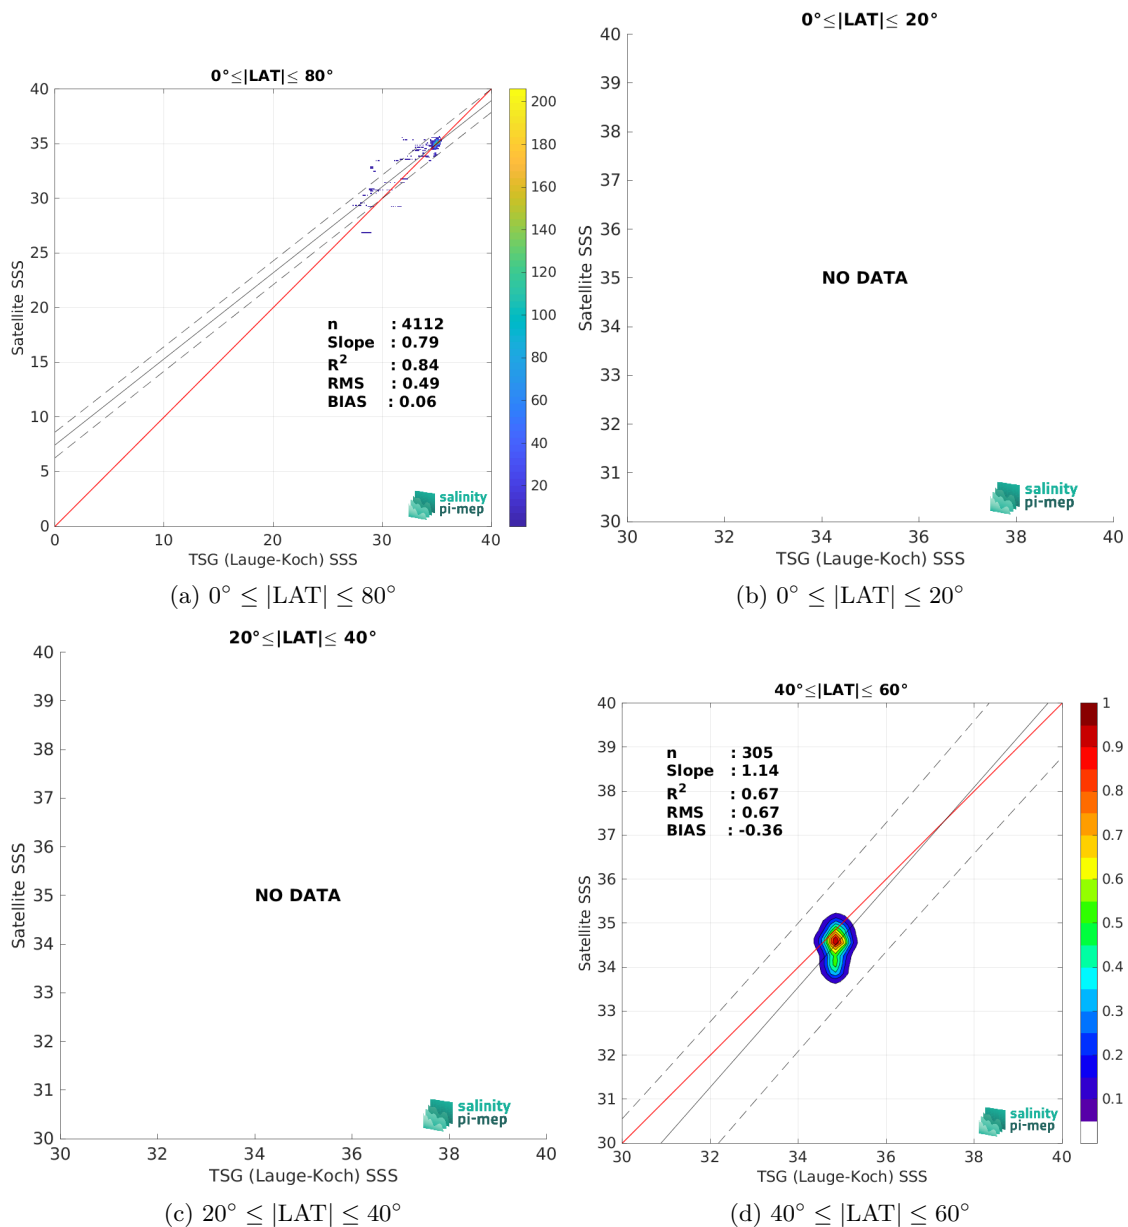 0°≤|LAT|≤ 80°
40
35
30
25
20
15
10
5
0
0
10
20
30
40
Satellite SSS
TSG (Lauge-Koch) SSS
n : 4112
Slope : 0.79
R² : 0.84
RMS : 0.49
BIAS : 0.06
200
180
160
140
120
100
80
60
40
20
salinity
pi-mep
(a) 0° ≤ |LAT| ≤ 80°
0°≤|LAT|≤ 20°
40
39
38
37
36
35
34
33
32
31
30
30
32
34
36
38
40
Satellite SSS
TSG (Lauge-Koch) SSS
NO DATA
salinity
pi-mep
(b) 0° ≤ |LAT| ≤ 20°
20°≤|LAT|≤ 40°
40
39
38
37
36
35
34
33
32
31
30
30
32
34
36
38
40
Satellite SSS
TSG (Lauge-Koch) SSS
NO DATA
salinity
pi-mep
(c) 20° ≤ |LAT| ≤ 40°
40°≤|LAT|≤ 60°
40
39
38
37
36
35
34
33
32
31
30
30
32
34
36
38
40
Satellite SSS
TSG (Lauge-Koch) SSS
n : 305
Slope : 1.14
R² : 0.67
RMS : 0.67
BIAS : -0.36
1
0.9
0.8
0.7
0.6
0.5
0.4
0.3
0.2
0.1
salinity
pi-mep
(d) 40° ≤ |LAT| ≤ 60°